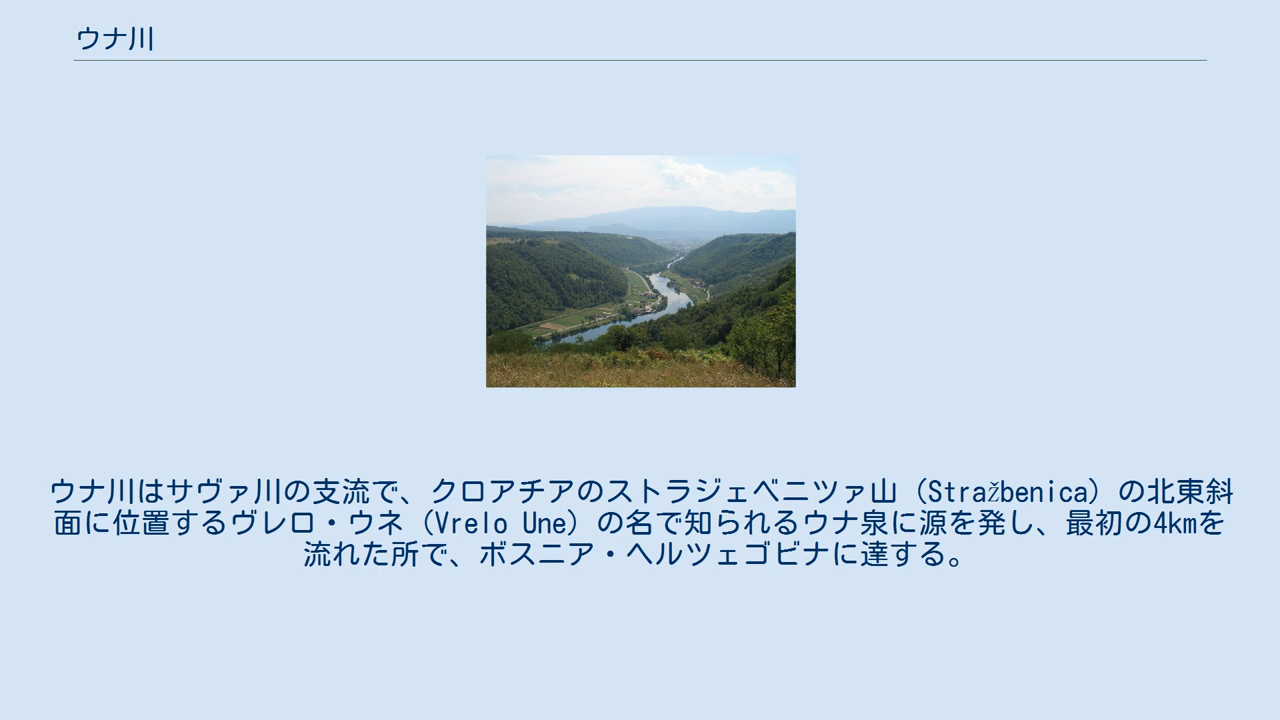 ウナ川
ウナ川はサヴァ川の支流で、クロアチアのストラジェベニツァ山（Stražbenica）の北東斜
面に位置するヴレロ・ウネ（Vrelo Une）の名で知られるウナ泉に源を発し、最初の4kmを
流れた所で、ボスニア・ヘルツェゴビナに達する。